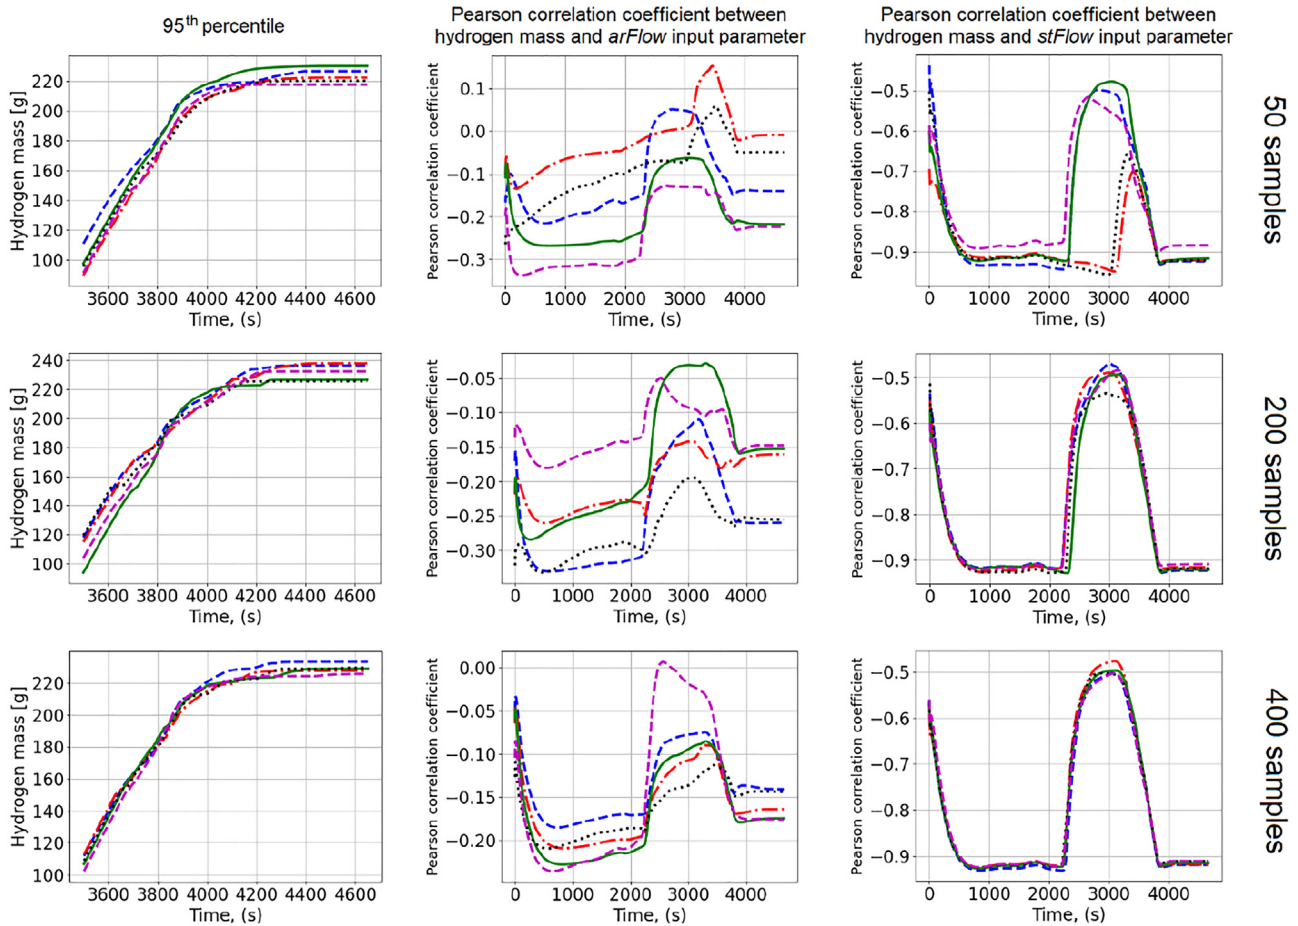 95th percentile
Pearson correlation coefficient between
hydrogen mass and arFlow input parameter
Pearson correlation coefficient between
hydrogen mass and stFlow input parameter
Hydrogen mass [g]
220
200
180
160
140
120
100
3600 3800 4000 4200 4400 4600
Time, (s)
Pearson correlation coefficient
0.1
0.0
−0.1
−0.2
−0.3
0 1000 2000 3000 4000
Time, (s)
Pearson correlation coefficient
−0.5
−0.6
−0.7
−0.8
−0.9
0 1000 2000 3000 4000
Time, (s)
50 samples
Hydrogen mass [g]
240
220
200
180
160
140
120
100
3600 3800 4000 4200 4400 4600
Time, (s)
Pearson correlation coefficient
−0.05
−0.10
−0.15
−0.20
−0.25
−0.30
0 1000 2000 3000 4000
Time, (s)
Pearson correlation coefficient
−0.5
−0.6
−0.7
−0.8
−0.9
0 1000 2000 3000 4000
Time, (s)
200 samples
Hydrogen mass [g]
220
200
180
160
140
120
100
3600 3800 4000 4200 4400 4600
Time, (s)
Pearson correlation coefficient
0.00
−0.05
−0.10
−0.15
−0.20
0 1000 2000 3000 4000
Time, (s)
Pearson correlation coefficient
−0.5
−0.6
−0.7
−0.8
−0.9
0 1000 2000 3000 4000
Time, (s)
400 samples